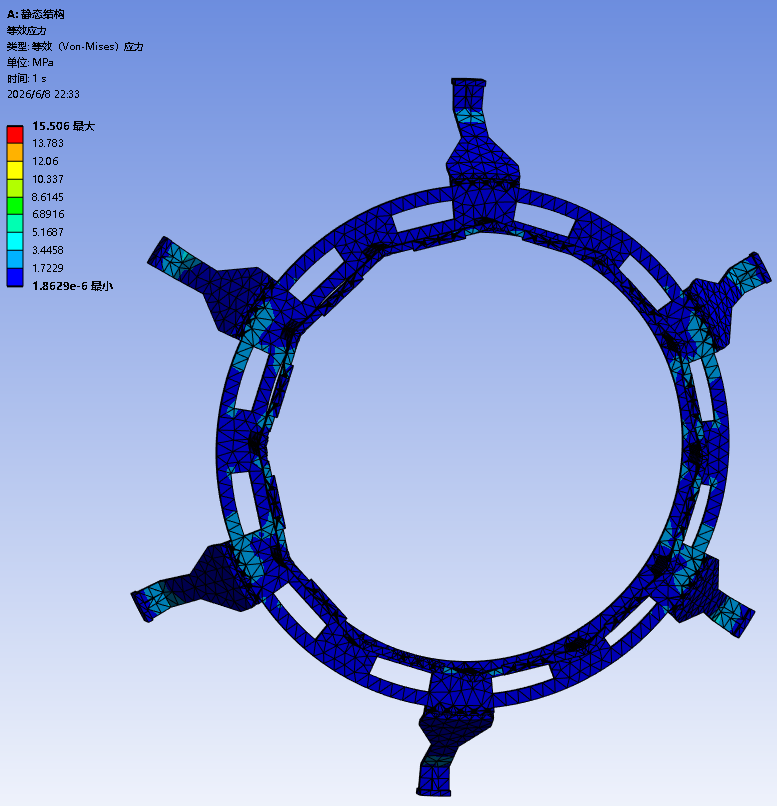 A: 静态结构
等效应力
类型: 等效（Von-Mises）应力
单位: MPa
时间: 1 s
2026/6/8 22:33
15.506 最大
13.783
12.06
10.337
8.6145
6.8916
5.1687
3.4458
1.7229
1.8629e-6 最小